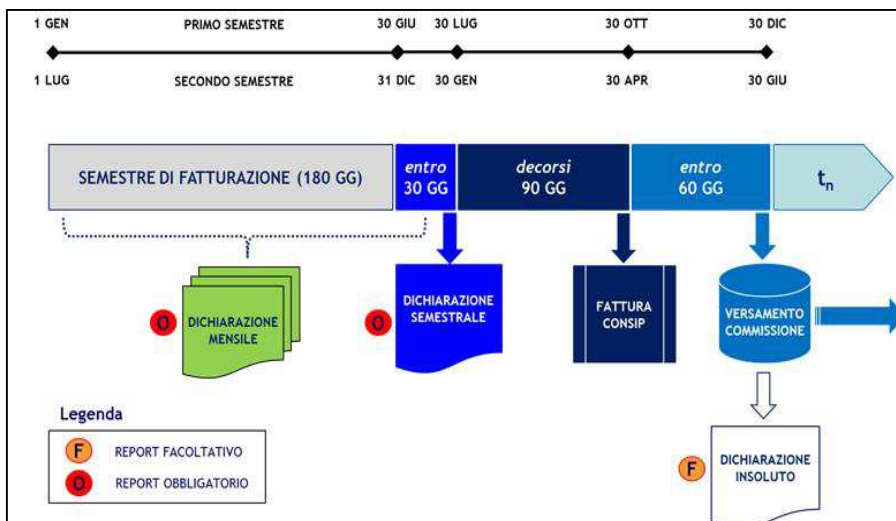 1 GEN PRIMO SEMESTRE 30 GIU 30 LUG 30 OTT 30 DIC
1 LUG SECONDO SEMESTRE 31 DIC 30 GEN 30 APR 30 GIU
SEMESTRE DI FATTURAZIONE (180 GG)
entro
30 GG
decorsi
90 GG
entro
60 GG
tn
O
DICHIARAZIONE
MENSILE
O
DICHIARAZIONE
SEMESTRALE
FATTURA
CONSIP
VERSAMENTO
COMMISSIONE
Legenda
F REPORT FACOLTATIVO
O REPORT OBBLIGATORIO
F
DICHIARAZIONE
INSOLUTO